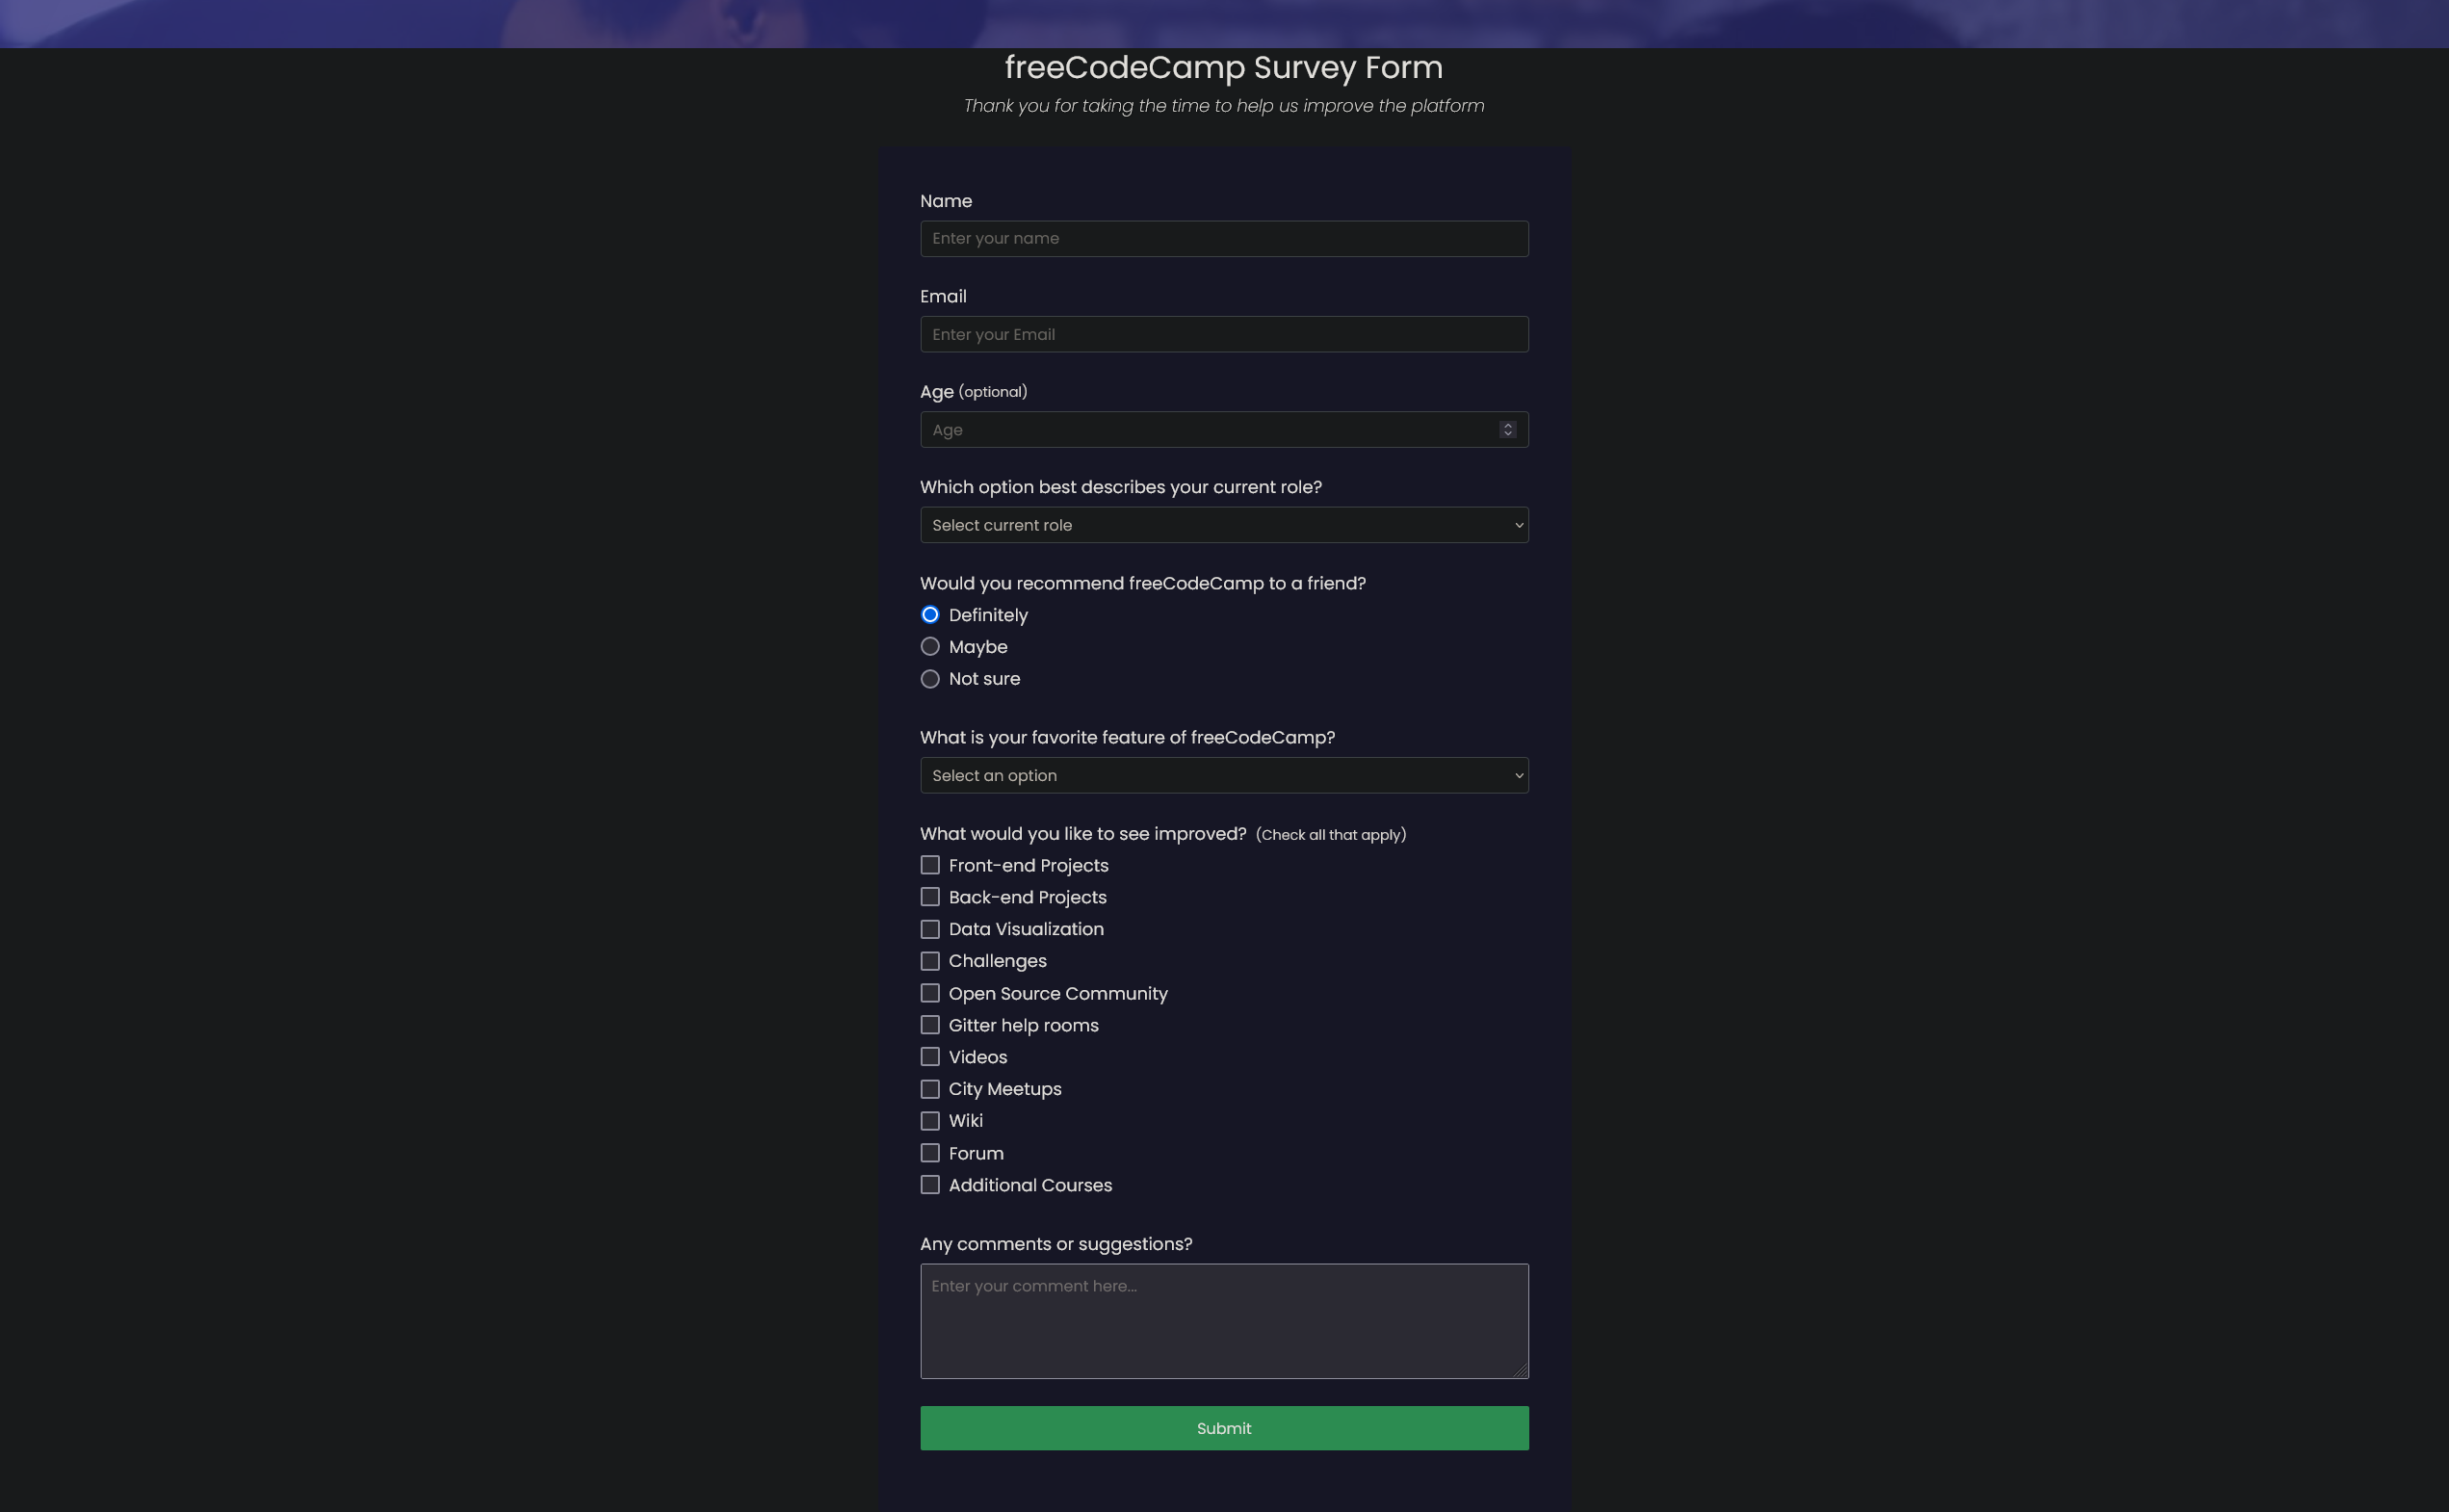 freeCodeCamp Survey Form
Thank you for taking the time to help us improve the platform
Name
Enter your name
Email
Enter your Email
Age (optional)
Age
Which option best describes your current role?
Select current role
Would you recommend freeCodeCamp to a friend?
Definitely
Maybe
Not sure
What is your favorite feature of freeCodeCamp?
Select an option
What would you like to see improved? (Check all that apply)
Front-end Projects
Back-end Projects
Data Visualization
Challenges
Open Source Community
Gitter help rooms
Videos
City Meetups
Wiki
Forum
Additional Courses
Any comments or suggestions?
Enter your comment here...
Submit